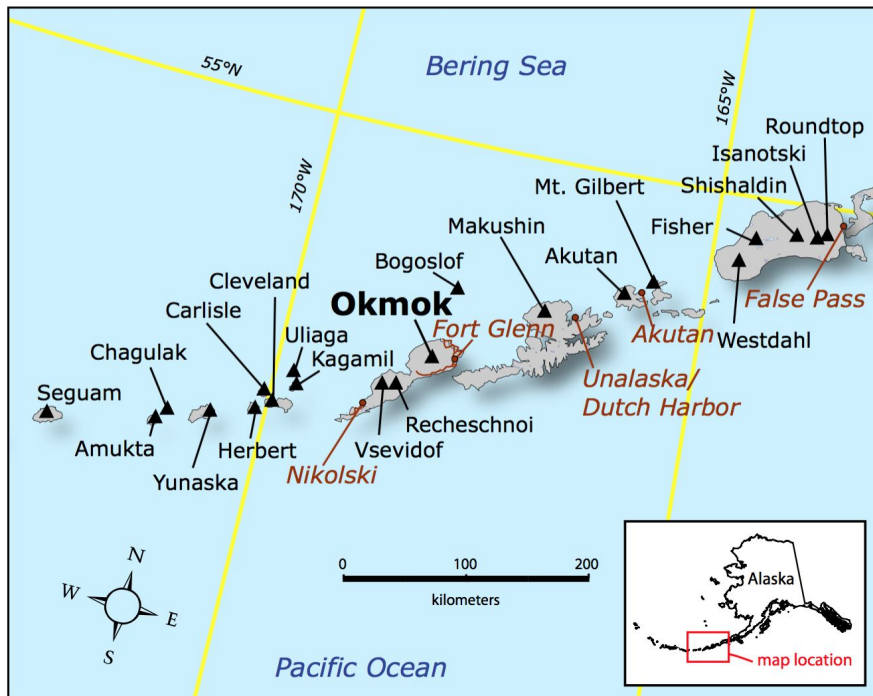 Bering Sea
55°N
165°W
170°W
Roundtop
Isanotski
Shishaldin
Mt. Gilbert
Fisher
Makushin
Akutan
Bogoslof
Cleveland
Okmok
Carlisle
Fort Glenn
False Pass
Uliaga
Akutan
Westdahl
Chagulak
Kagamil
Seguam
Unalaska/
Dutch Harbor
Amukta
Herbert
Recheschnoi
Yunaska
Vsevidof
Nikolski
N
W
E
S
0
100
200
kilometers
Alaska
map location
Pacific Ocean